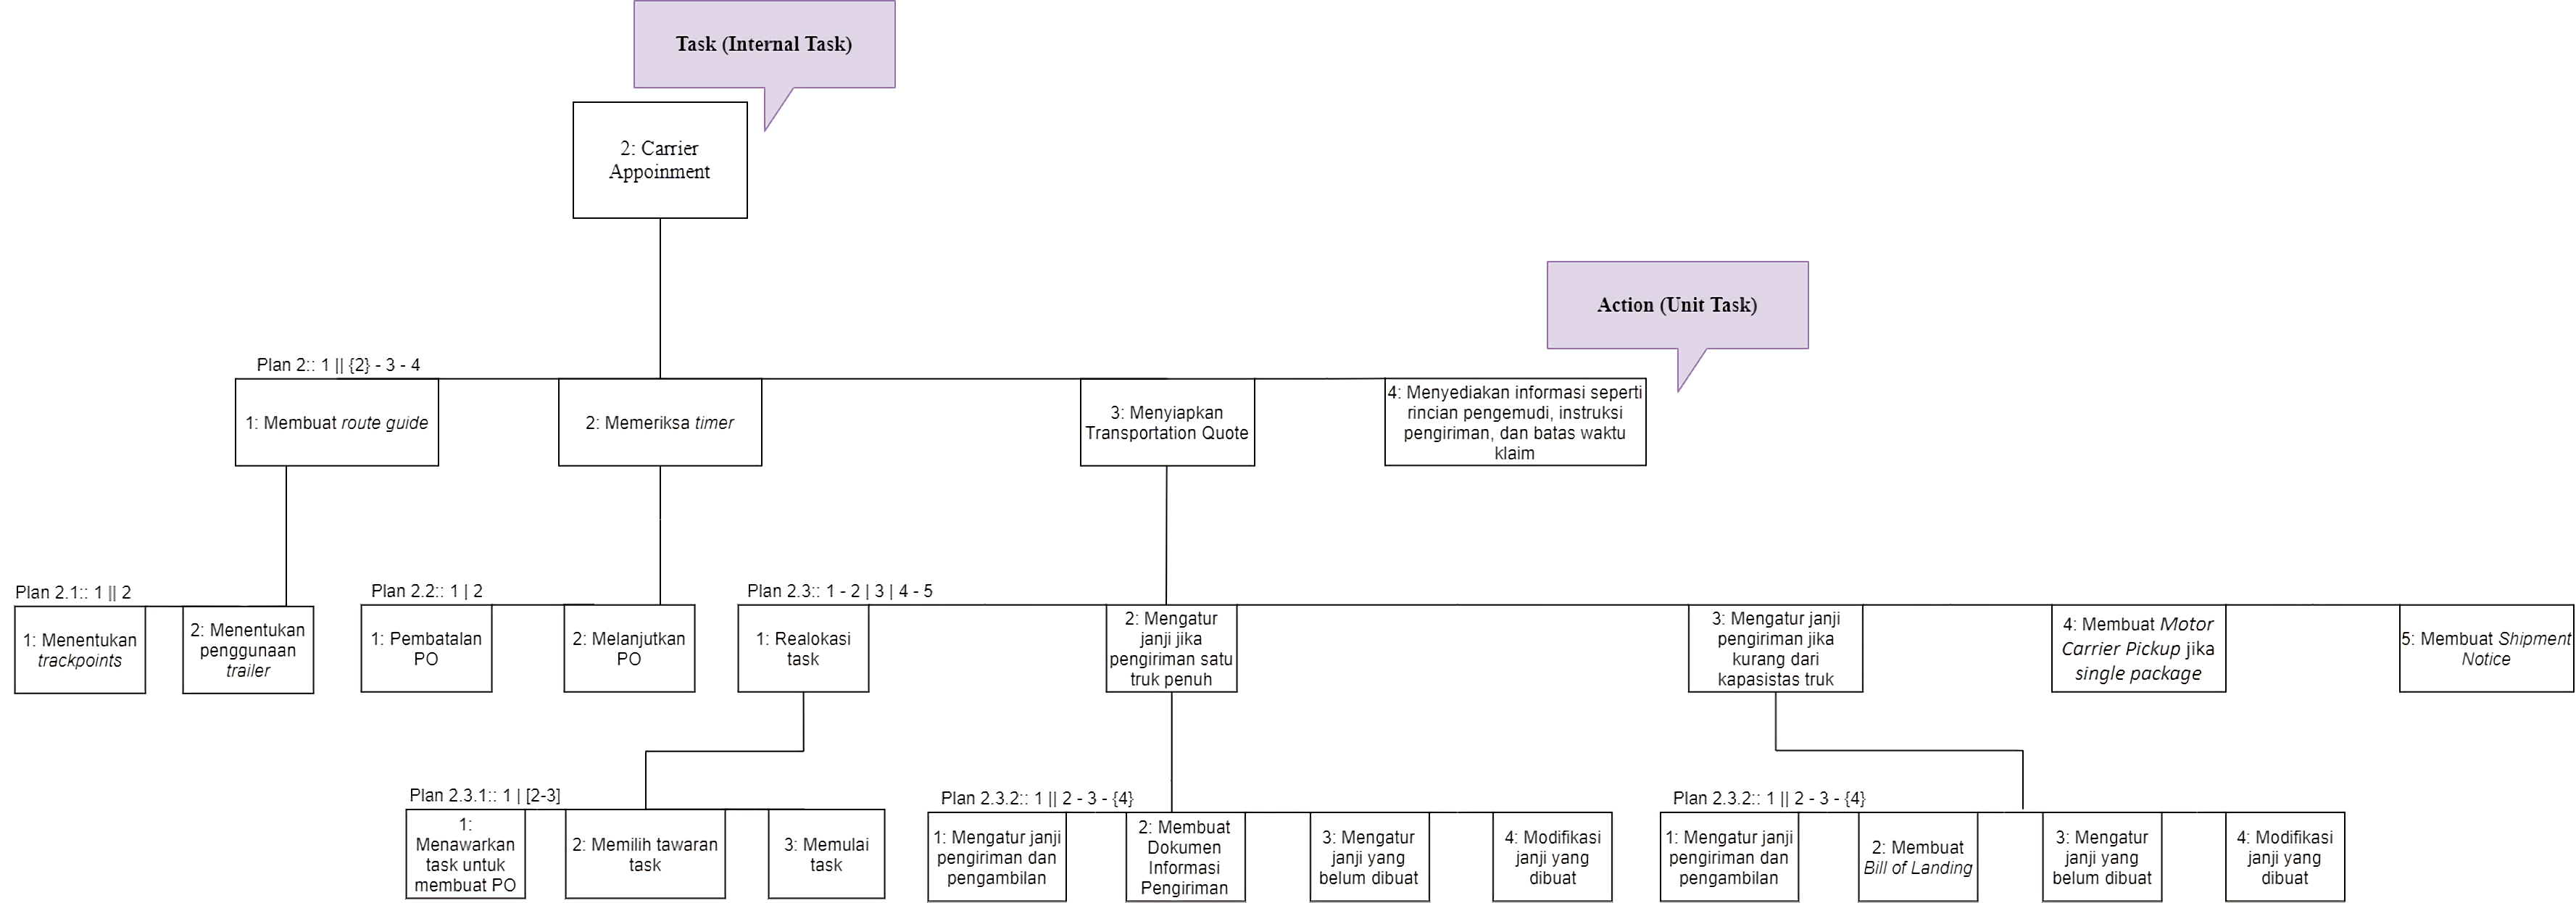 Task (Internal Task)
2: Carrier
Appoinment
Action (Unit Task)
Plan 2:: 1 || {2} - 3 - 4
1: Membuat route guide
2: Memeriksa timer
3: Menyiapkan
Transportation Quote
4: Menyediakan informasi seperti
rincian pengemudi, instruksi
pengiriman, dan batas waktu
klaim
Plan 2.1:: 1 || 2
1: Menentukan
trackpoints
2: Menentukan
penggunaan
trailer
Plan 2.2:: 1 | 2
1: Pembatalan
PO
2: Melanjutkan
PO
Plan 2.3:: 1 - 2 | 3 | 4 - 5
1: Realokasi
task
2: Mengatur
janji jika
pengiriman satu
truk penuh
3: Mengatur janji
pengiriman jika
kurang dari
kapasistas truk
4: Membuat Motor
Carrier Pickup jika
single package
5: Membuat Shipment
Notice
Plan 2.3.1:: 1 | [2-3]
1:
Menawarkan
task untuk
membuat PO
2: Memilih tawaran
task
3: Memulai
task
Plan 2.3.2:: 1 || 2 - 3 - {4}
1: Mengatur janji
pengiriman dan
pengambilan
2: Membuat
Dokumen
Informasi
Pengiriman
3: Mengatur
janji yang
belum dibuat
4: Modifikasi
janji yang
dibuat
Plan 2.3.2:: 1 || 2 - 3 - {4}
1: Mengatur janji
pengiriman dan
pengambilan
2: Membuat
Bill of Landing
3: Mengatur
janji yang
belum dibuat
4: Modifikasi
janji yang
dibuat